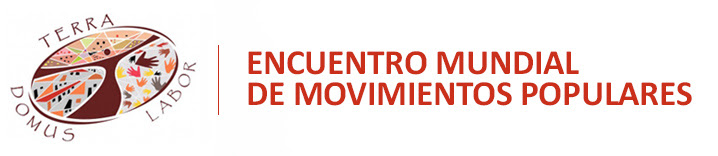 TERRA
DOMUS
LABOR
ENCUENTRO MUNDIAL
DE MOVIMIENTOS POPULARES